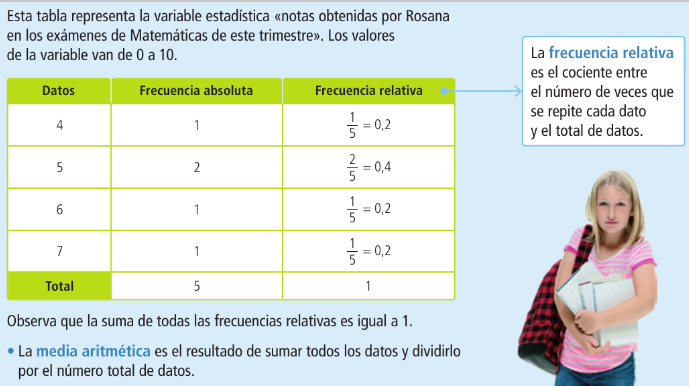 Esta tabla representa la variable estadística «notas obtenidas por Rosana
en los exámenes de Matemáticas de este trimestre». Los valores
de la variable van de 0 a 10.
La frecuencia relativa
es el cociente entre
el número de veces que
se repite cada dato
y el total de datos.
Datos Frecuencia absoluta Frecuencia relativa
4 1 1/5 = 0,2
5 2 2/5 = 0,4
6 1 1/5 = 0,2
7 1 1/5 = 0,2
Total 5 1
Observa que la suma de todas las frecuencias relativas es igual a 1.
• La media aritmética es el resultado de sumar todos los datos y dividirlo
por el número total de datos.